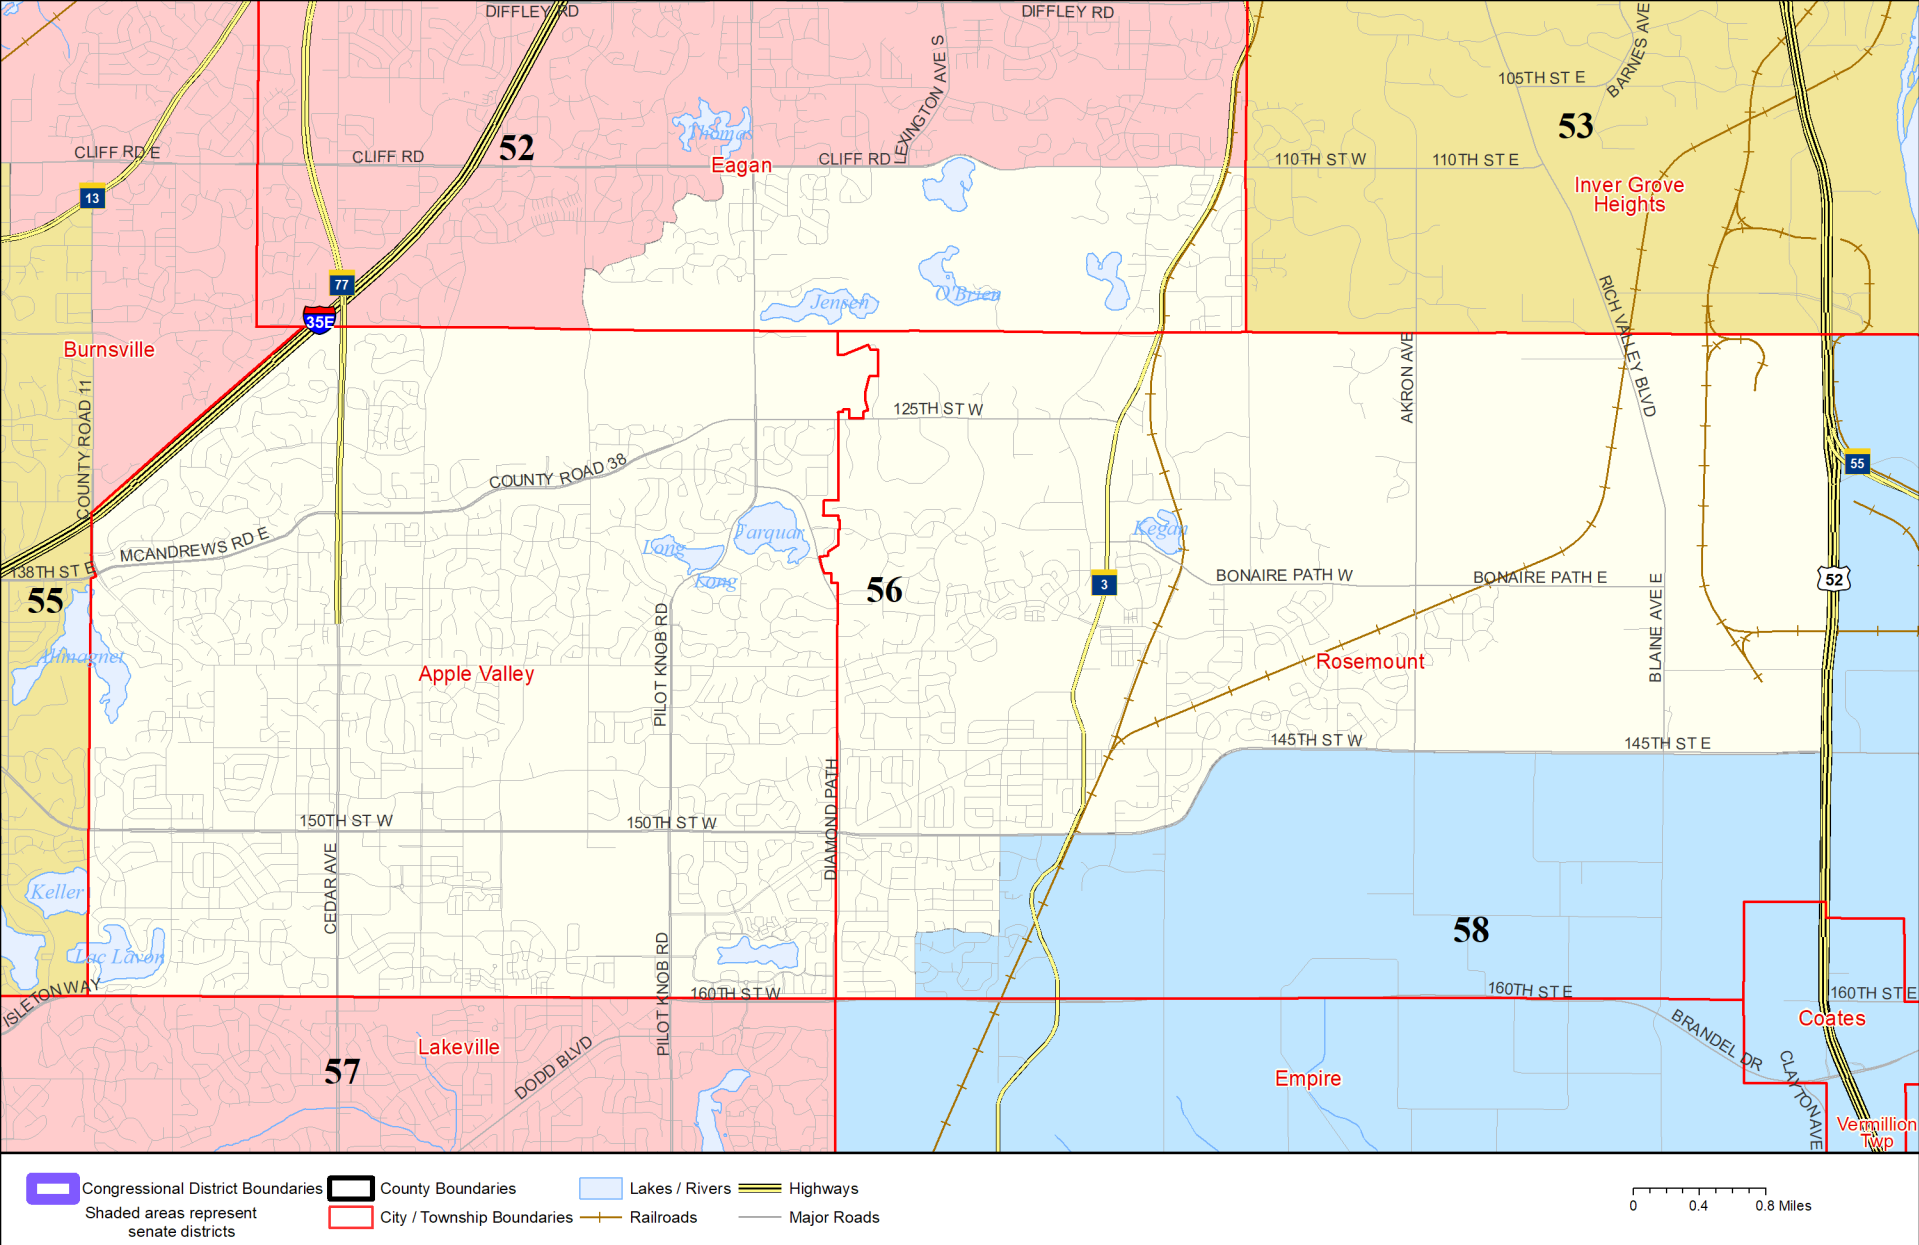 DIFFLEY RD
DIFFLEY RD
LEXINGTON AVE S
BARNES AVE
105TH ST E
53
Thomas
52
CLIFF RD E
CLIFF RD
Eagan
CLIFF RD
110TH ST W
110TH ST E
13
Inver Grove
Heights
77
Jensen
O'Brien
RICH VALLEY BLVD
35E
Burnsville
COUNTY ROAD 11
125TH ST W
AKRON AVE
COUNTY ROAD 38
55
MCANDREWS RD E
Long
Farquar
Kegan
138TH ST E
Long
55
56
3
BONAIRE PATH W
BONAIRE PATH E
52
BLAINE AVE E
Alimagnet
Apple Valley
PILOT KNOB RD
Rosemount
145TH ST W
145TH ST E
150TH ST W
150TH ST W
DIAMOND PATH
CEDAR AVE
Keller
58
Lac Lavon
PILOT KNOB RD
ISLETON WAY
160TH ST W
160TH ST E
160TH ST E
Coates
BRANDEL DR
Lakeville
57
DODD BLVD
Empire
CLAYTON AVE
Vermillion
Twp
Congressional District Boundaries
County Boundaries
Lakes / Rivers
Highways
Shaded areas represent
senate districts
City / Township Boundaries
Railroads
Major Roads
0 0.4 0.8 Miles